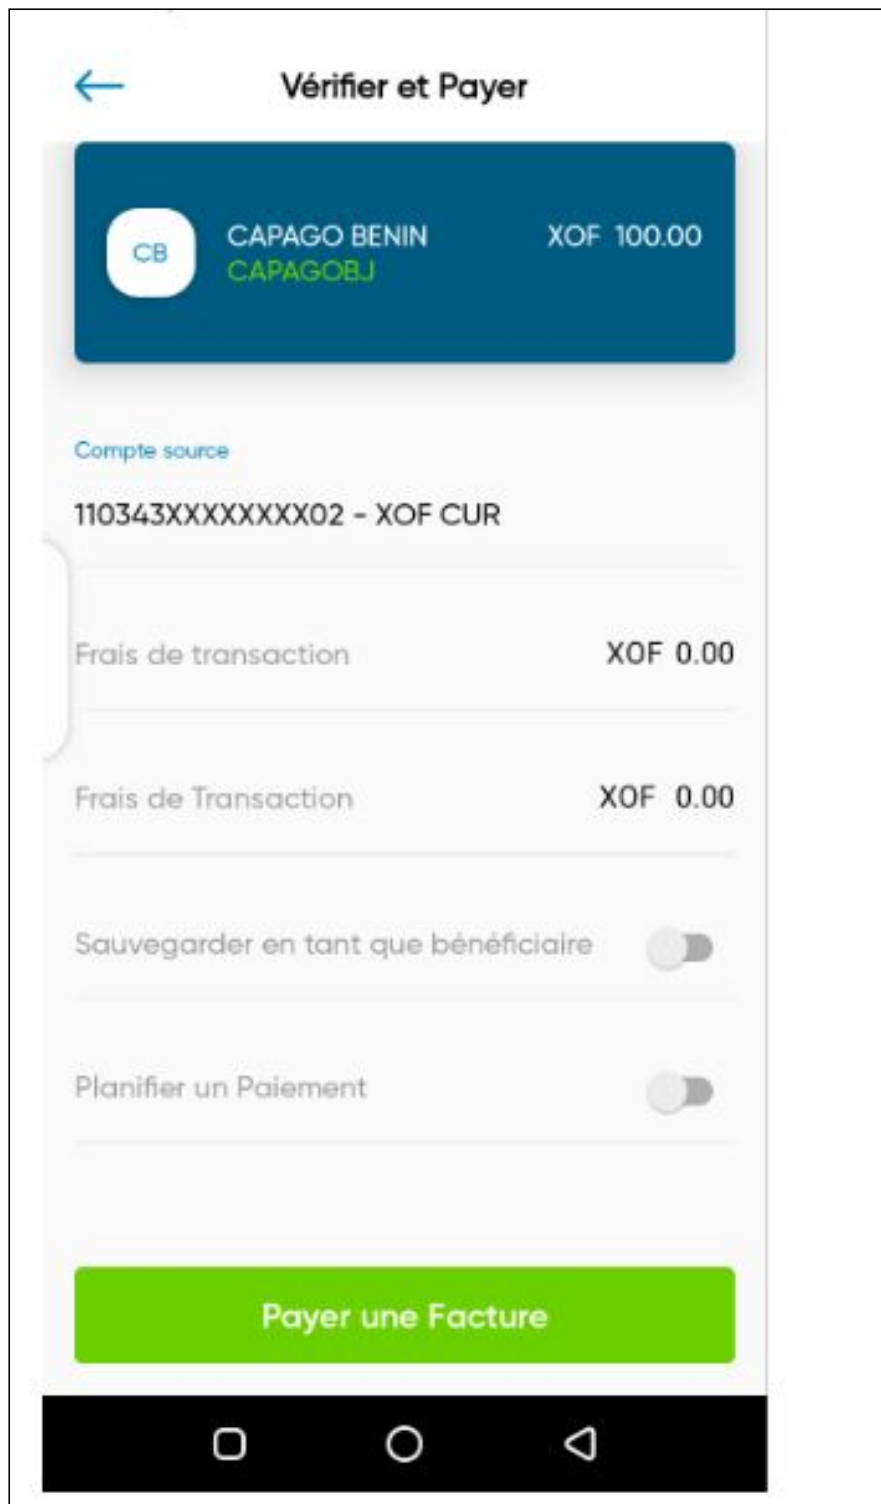 Vérifier et Payer
CB
CAPAGO BENIN XOF 100.00
CAPAGOBJ
Compte source
110343XXXXXXXX02 - XOF CUR
Frais de transaction XOF 0.00
Frais de Transaction XOF 0.00
Sauvegarder en tant que bénéficiaire
Planifier un Paiement
Payer une Facture